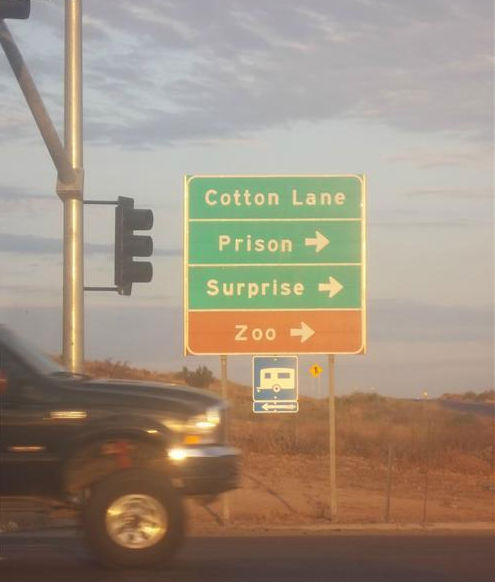 Cotton Lane
Prison →
Surprise →
Zoo →